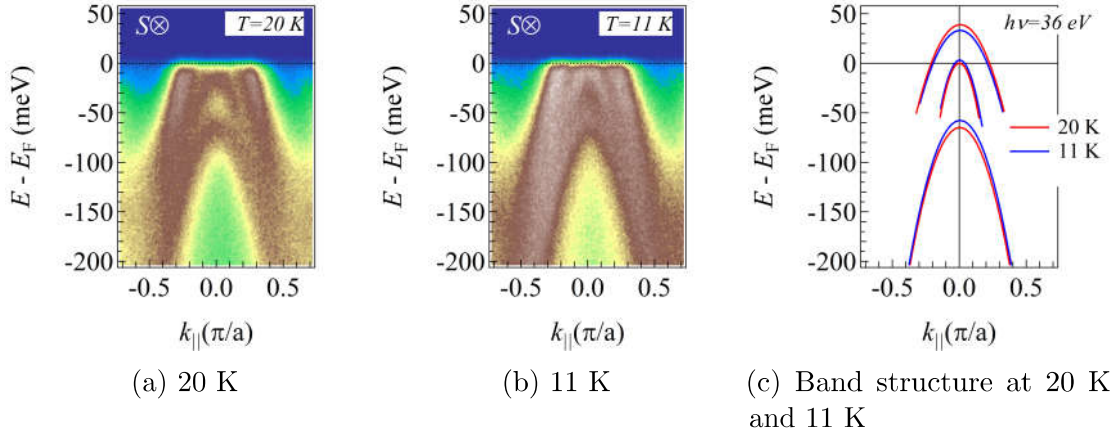 S⊗ T=20 K
0
-50
-100
-150
-200
E - E_F (meV)
-0.5 0.0 0.5
k_||(π/a)
(a) 20 K
S⊗ T=11 K
0
-50
-100
-150
-200
E - E_F (meV)
-0.5 0.0 0.5
k_||(π/a)
(b) 11 K
hν=36 eV
50
0
-50
-100
-150
-200
E - E_F (meV)
20 K
11 K
-0.5 0.0 0.5
k_||(π/a)
(c) Band structure at 20 K
and 11 K